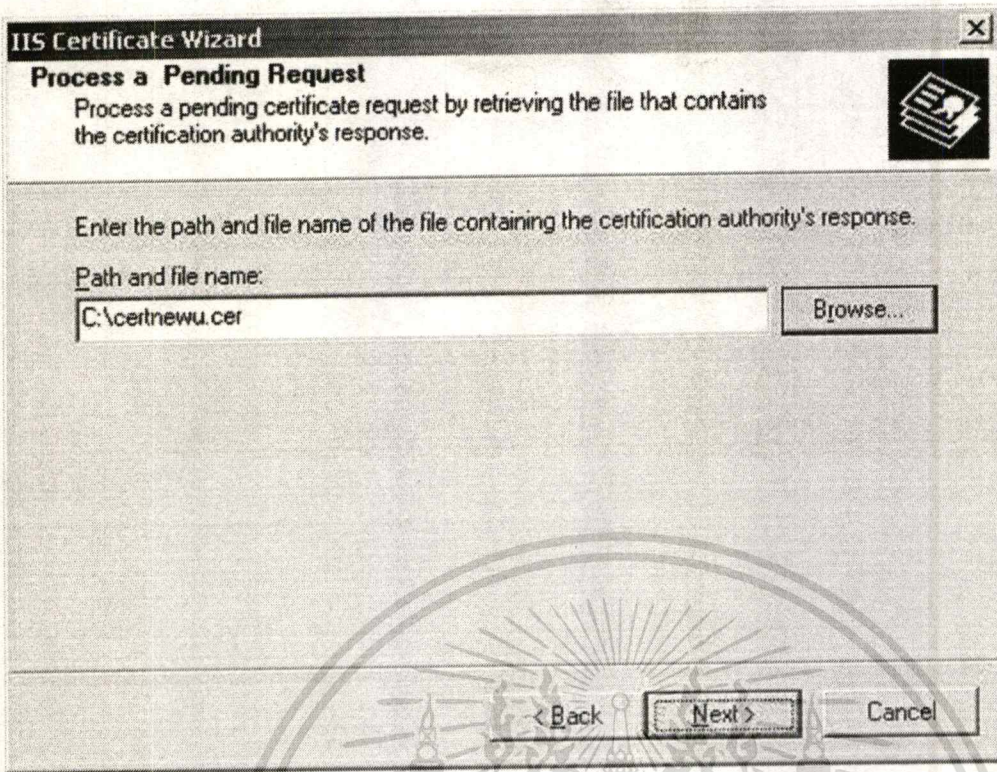 IIS Certificate Wizard
Process a Pending Request
Process a pending certificate request by retrieving the file that contains
the certification authority's response.
Enter the path and file name of the file containing the certification authority's response.
Path and file name:
C:\certnewu.cer
Browse...
< Back
Next >
Cancel